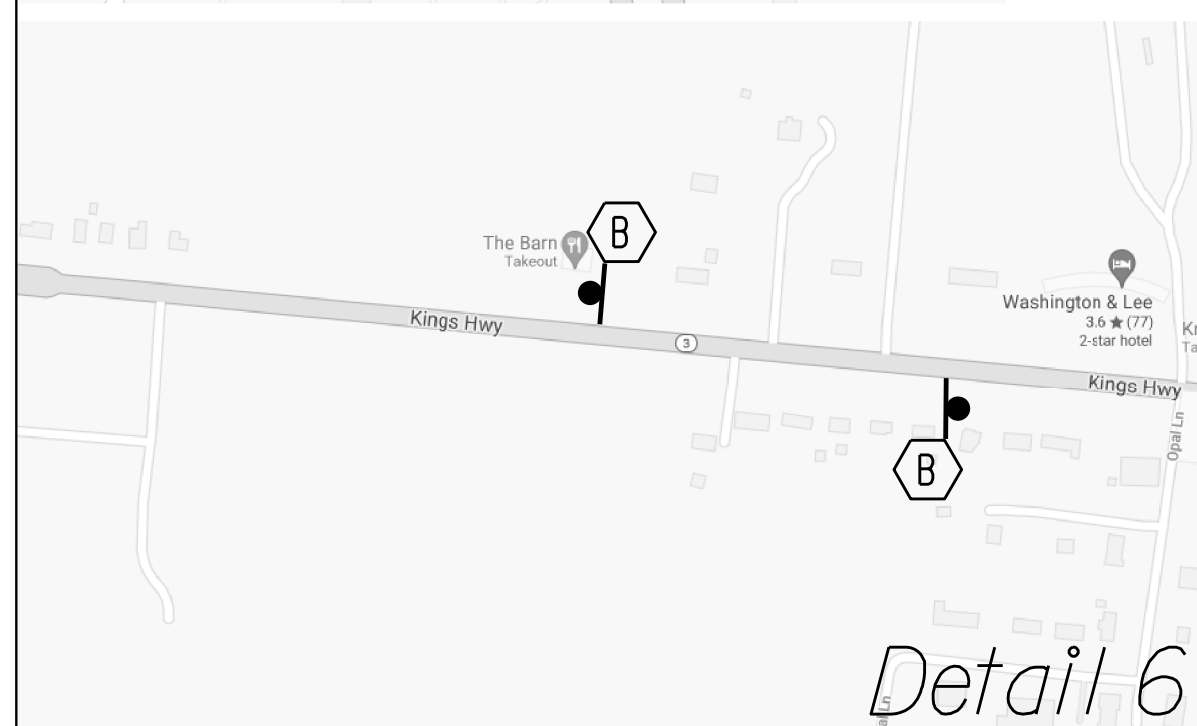 B
The Barn
Takeout
Kings Hwy
3
Washington & Lee
3.6 ★ (77)
2-star hotel
Kings Hwy
Opal Ln
B
Detail 6